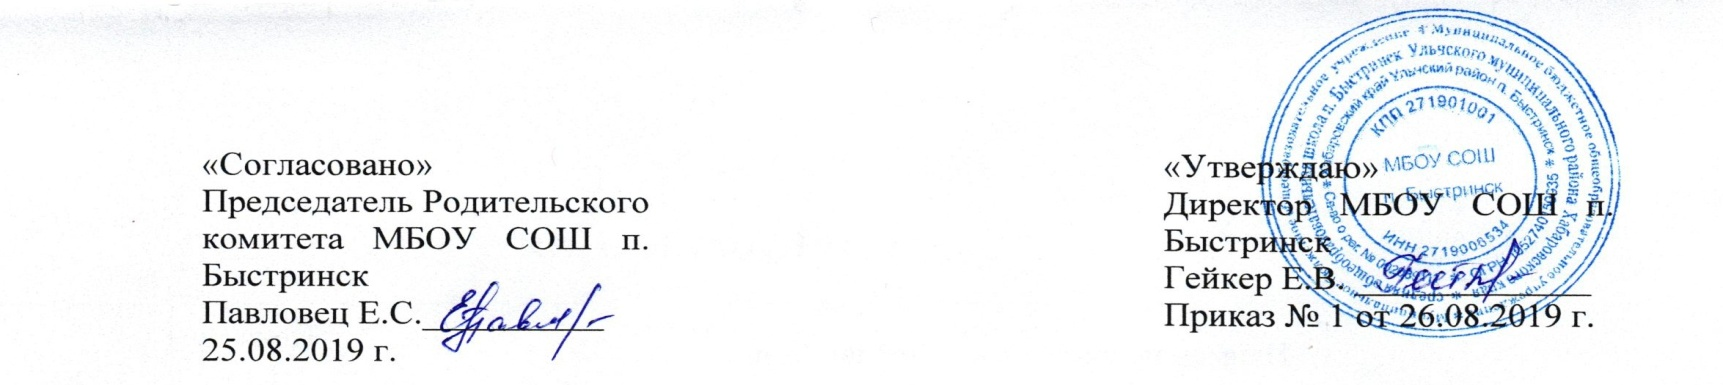 «Согласовано»
Председатель Родительского
комитета МБОУ СОШ п.
Быстринск
Павловец Е.С.
25.08.2019 г.
«Утверждаю»
Директор МБОУ СОШ п.
Быстринск
Гейкер Е.В.
Приказ № 1 от 26.08.2019 г.
КПП 271901001
МБОУ СОШ
п. Быстринск
ИНН 2719006534